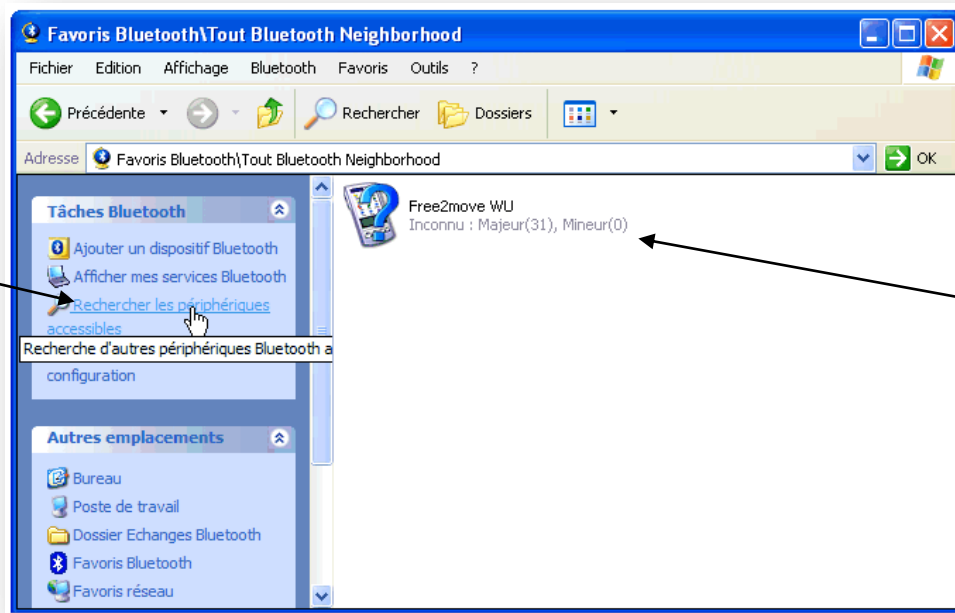 Favoris Bluetooth\Tout Bluetooth Neighborhood
Fichier Edition Affichage Bluetooth Favoris Outils ?
Précédente Rechercher Dossiers
Adresse Favoris Bluetooth\Tout Bluetooth Neighborhood OK
Tâches Bluetooth
Ajouter un dispositif Bluetooth
Afficher mes services Bluetooth
Rechercher les périphériques
accessibles
Recherche d'autres périphériques Bluetooth a
configuration
Autres emplacements
Bureau
Poste de travail
Dossier Echanges Bluetooth
Favoris Bluetooth
Favoris réseau
Free2move WU
Inconnu : Majeur(31), Mineur(0)